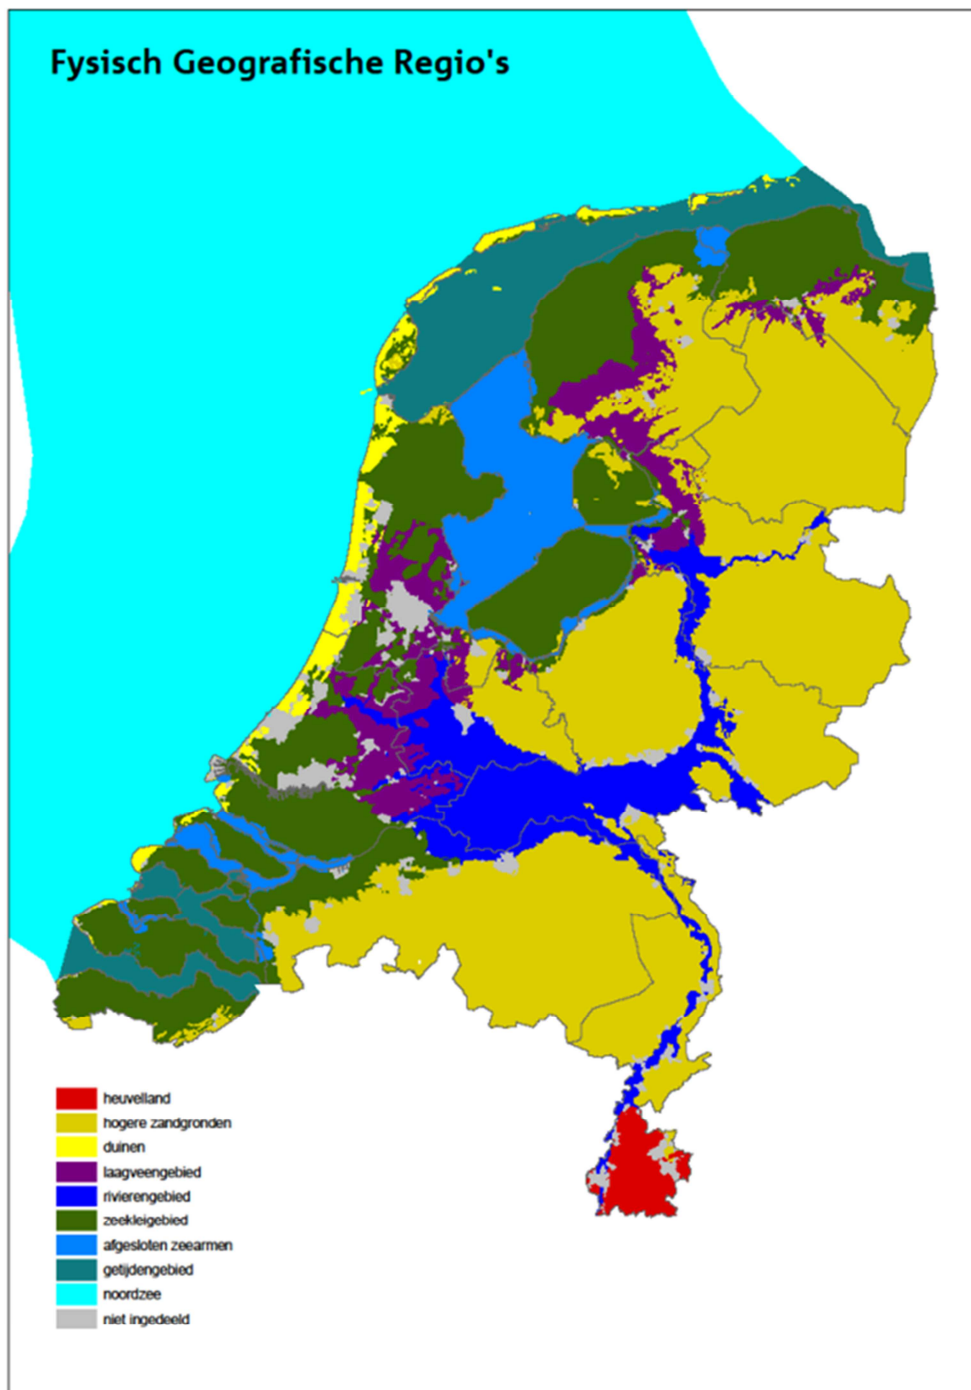 Fysisch Geografische Regio's
heuvelland
hogere zandgronden
duinen
laagveengebied
rivierengebied
zeekleigebied
afgesloten zeearmen
getijdengebied
noordzee
niet ingedeeld